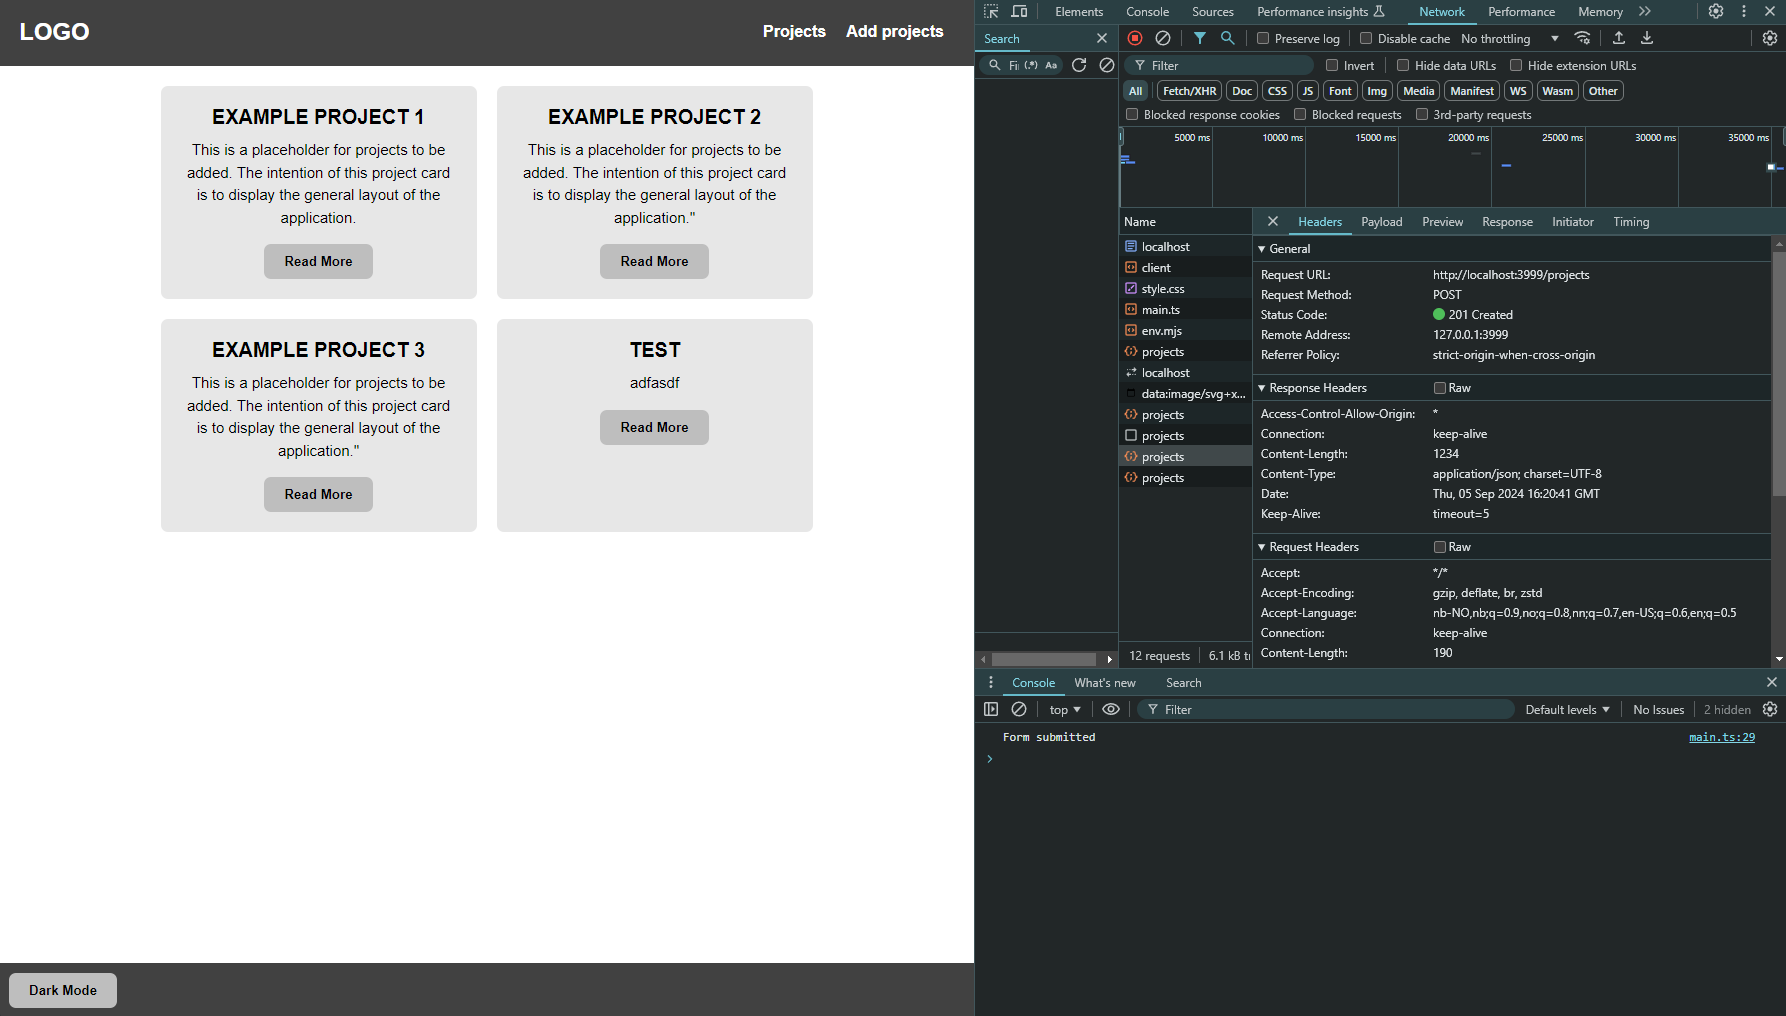 LOGO
Projects
Add projects
EXAMPLE PROJECT 1
This is a placeholder for projects to be
added. The intention of this project card
is to display the general layout of the
application.
Read More
EXAMPLE PROJECT 2
This is a placeholder for projects to be
added. The intention of this project card
is to display the general layout of the
application."
Read More
EXAMPLE PROJECT 3
This is a placeholder for projects to be
added. The intention of this project card
is to display the general layout of the
application."
Read More
TEST
adfasdf
Read More
Dark Mode
Elements
Console
Sources
Performance insights
Network
Performance
Memory
Search
Fi
(.*)
Aa
Preserve log
Disable cache
No throttling
Filter
Invert
Hide data URLs
Hide extension URLs
All
Fetch/XHR
Doc
CSS
JS
Font
Img
Media
Manifest
WS
Wasm
Other
Blocked response cookies
Blocked requests
3rd-party requests
5000 ms
10000 ms
15000 ms
20000 ms
25000 ms
30000 ms
35000 ms
Name
localhost
client
style.css
main.ts
env.mjs
projects
localhost
data:image/svg+x...
projects
projects
projects
projects
12 requests
6.1 kB
Headers
Payload
Preview
Response
Initiator
Timing
General
Request URL: http://localhost:3999/projects
Request Method: POST
Status Code: 201 Created
Remote Address: 127.0.0.1:3999
Referrer Policy: strict-origin-when-cross-origin
Response Headers
Raw
Access-Control-Allow-Origin: *
Connection: keep-alive
Content-Length: 1234
Content-Type: application/json; charset=UTF-8
Date: Thu, 05 Sep 2024 16:20:41 GMT
Keep-Alive: timeout=5
Request Headers
Raw
Accept: */*
Accept-Encoding: gzip, deflate, br, zstd
Accept-Language: nb-NO,nb;q=0.9,no;q=0.8,nn;q=0.7,en-US;q=0.6,en;q=0.5
Connection: keep-alive
Content-Length: 190
Console
What's new
Search
top
Filter
Default levels
No Issues
2 hidden
Form submitted
main.ts:29